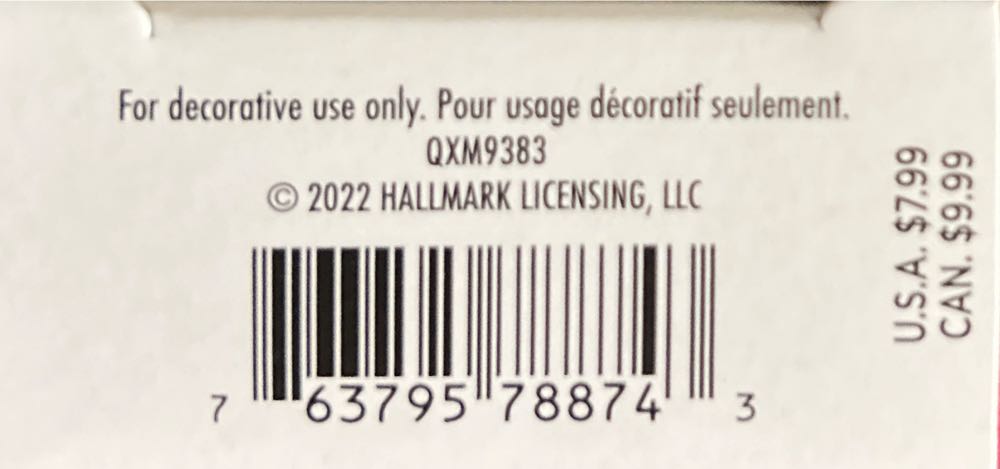 For decorative use only. Pour usage décoratif seulement.
QXM9383
© 2022 HALLMARK LICENSING, LLC
7 63795 78874 3
U.S.A. $7.99
CAN. $9.99